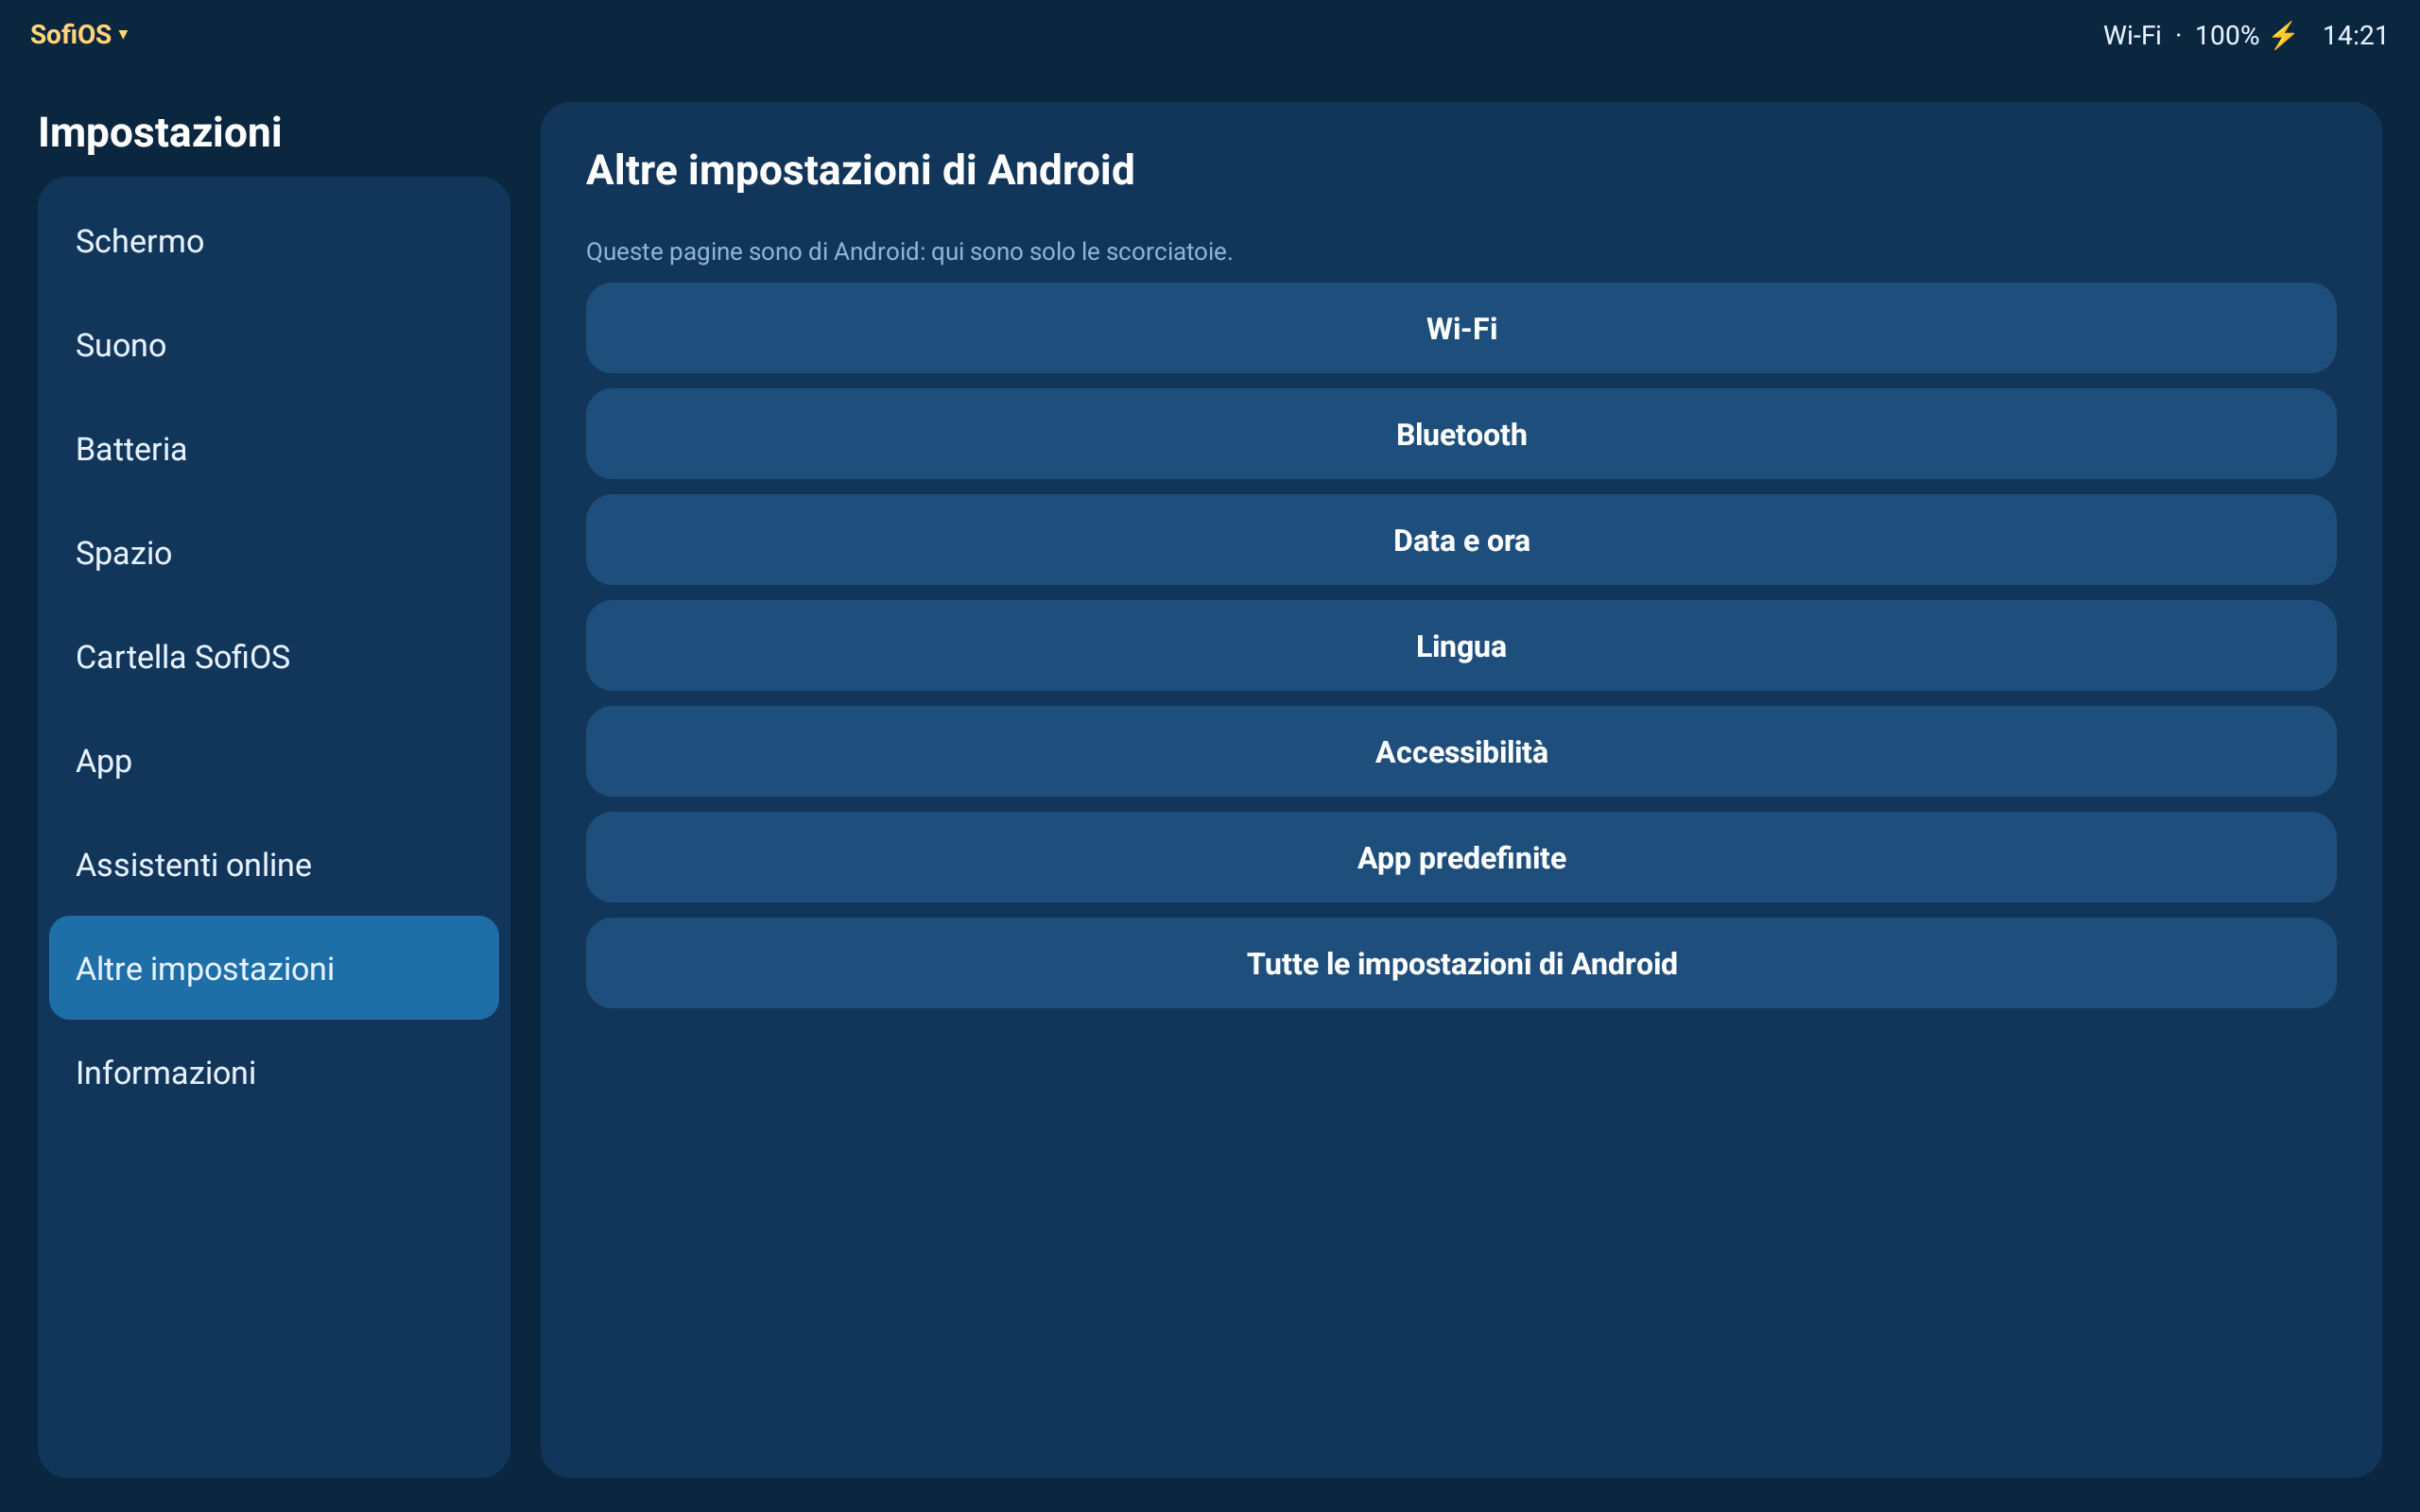 SofiOS ▾
Wi-Fi · 100% ⚡ 14:21
Impostazioni
Schermo
Suono
Batteria
Spazio
Cartella SofiOS
App
Assistenti online
Altre impostazioni
Informazioni
Altre impostazioni di Android
Queste pagine sono di Android: qui sono solo le scorciatoie.
Wi-Fi
Bluetooth
Data e ora
Lingua
Accessibilità
App predefinite
Tutte le impostazioni di Android